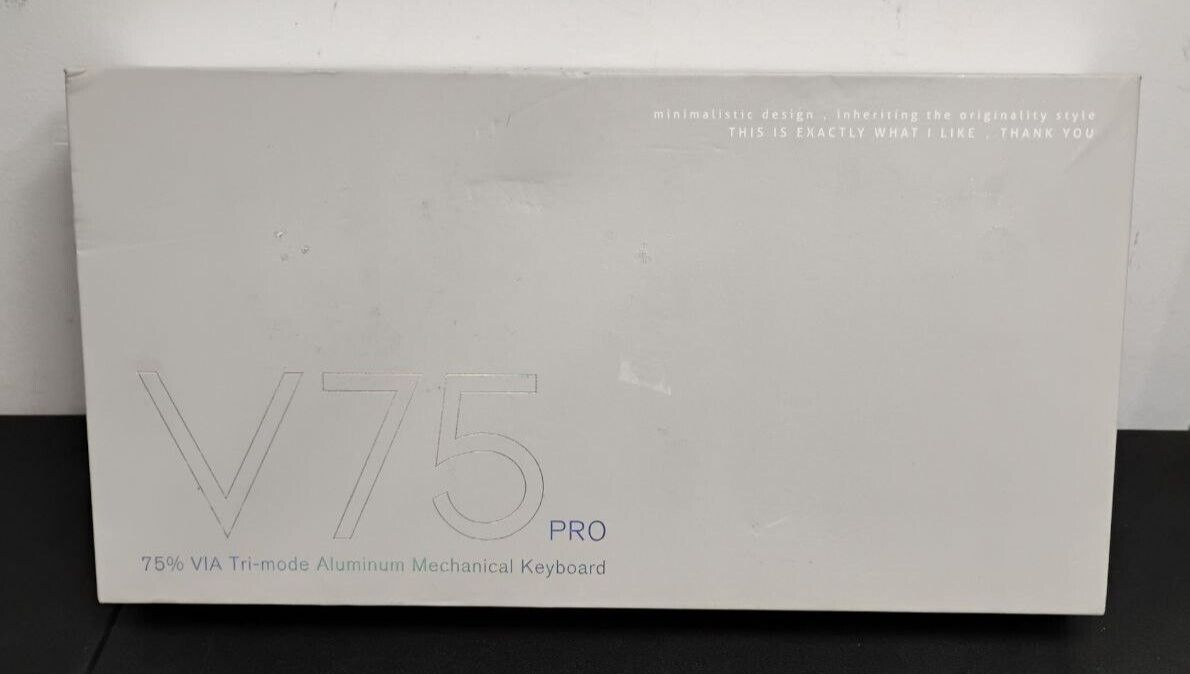 minimalistic design , inheriting the originality style
THIS IS EXACTLY WHAT I LIKE , THANK YOU
V75
PRO
75% VIA Tri-mode Aluminum Mechanical Keyboard